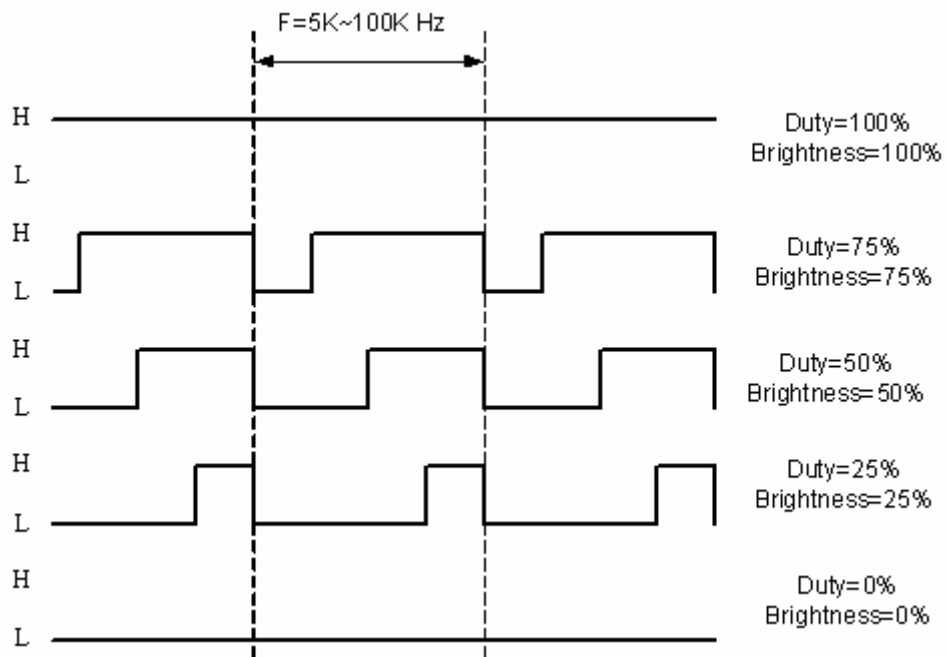 F=5K~100K Hz
H
L
Duty=100%
Brightness=100%
H
L
Duty=75%
Brightness=75%
H
L
Duty=50%
Brightness=50%
H
L
Duty=25%
Brightness=25%
H
L
Duty=0%
Brightness=0%